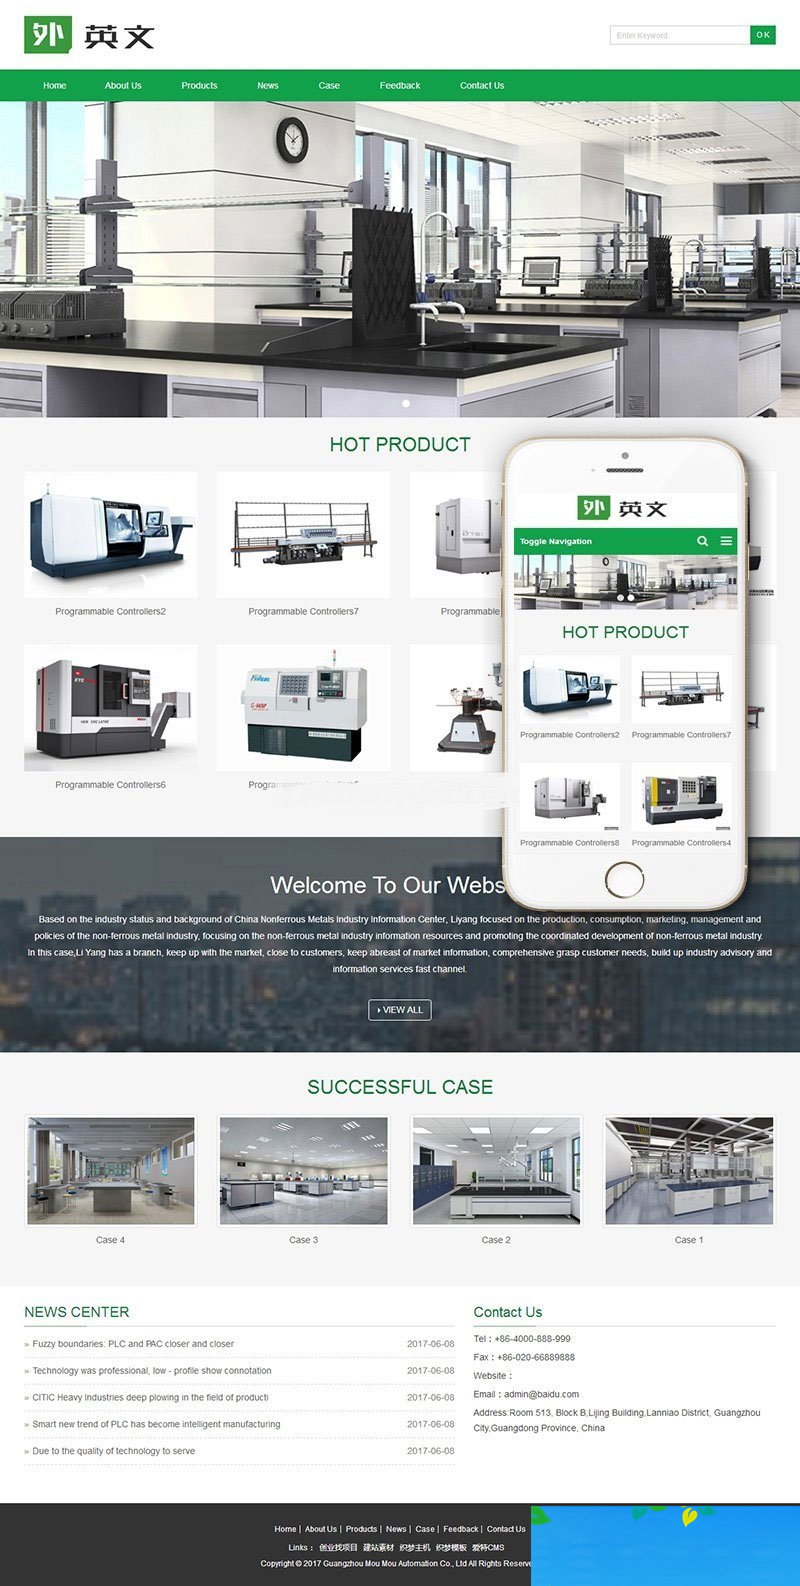 外 英文
Enter Keyword
OK
Home About Us Products News Case Feedback Contact Us
HOT PRODUCT
Programmable Controllers2
Programmable Controllers7
Programmable
Programmable Controllers6
外 英文
Toggle Navigation
HOT PRODUCT
Programmable Controllers2
Programmable Controllers7
Programmable Controllers8
Programmable Controllers4
Welcome To Our Webs
Based on the industry status and background of China Nonferrous Metals Industry Information Center, Liyang focused on the production, consumption, marketing, management and
policies of the non-ferrous metal industry, focusing on the non-ferrous metal industry information resources and promoting the coordinated development of non-ferrous metal industry.
In this case,Li Yang has a branch, keep up with the market, close to customers, keep abreast of market information, comprehensive grasp customer needs, build up industry advisory and
information services fast channel.
VIEW ALL
SUCCESSFUL CASE
Case 4
Case 3
Case 2
Case 1
NEWS CENTER
» Fuzzy boundaries: PLC and PAC closer and closer 2017-06-08
» Technology was professional, low - profile show connotation 2017-06-08
» CITIC Heavy Industries deep plowing in the field of producti 2017-06-08
» Smart new trend of PLC has become intelligent manufacturing 2017-06-08
» Due to the quality of technology to serve 2017-06-08
Contact Us
Tel：+86-4000-888-999
Fax：+86-020-66889888
Website：
Email：admin@baidu.com
Address:Room 513, Block B,Lijing Building,Lanniao District, Guangzhou
City,Guangdong Province, China
Home | About Us | Products | News | Case | Feedback | Contact Us
Links： 创业找项目 建站素材 织梦主机 织梦模板 爱特CMS
Copyright © 2017 Guangzhou Mou Mou Automation Co., Ltd All Rights Reserve